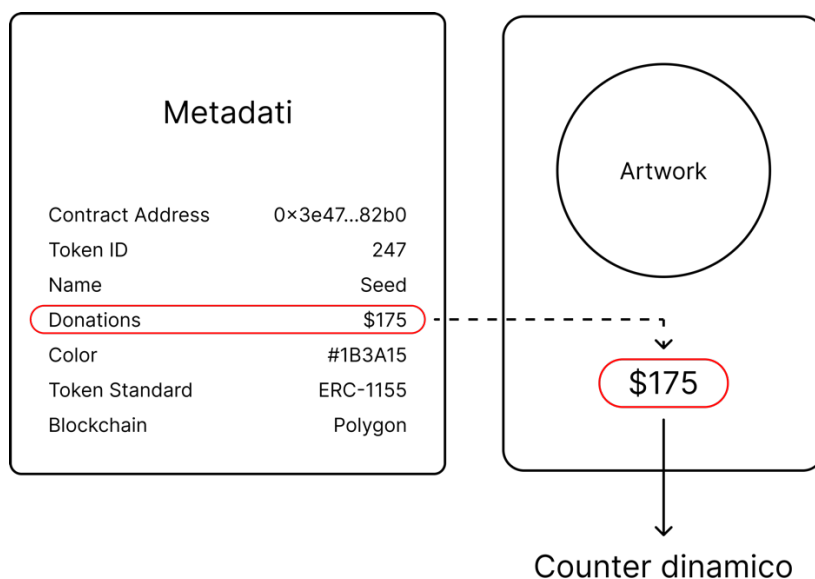 Metadati
Contract Address 0×3e47...82b0
Token ID 247
Name Seed
Donations $175
Color #1B3A15
Token Standard ERC-1155
Blockchain Polygon
Artwork
$175
Counter dinamico